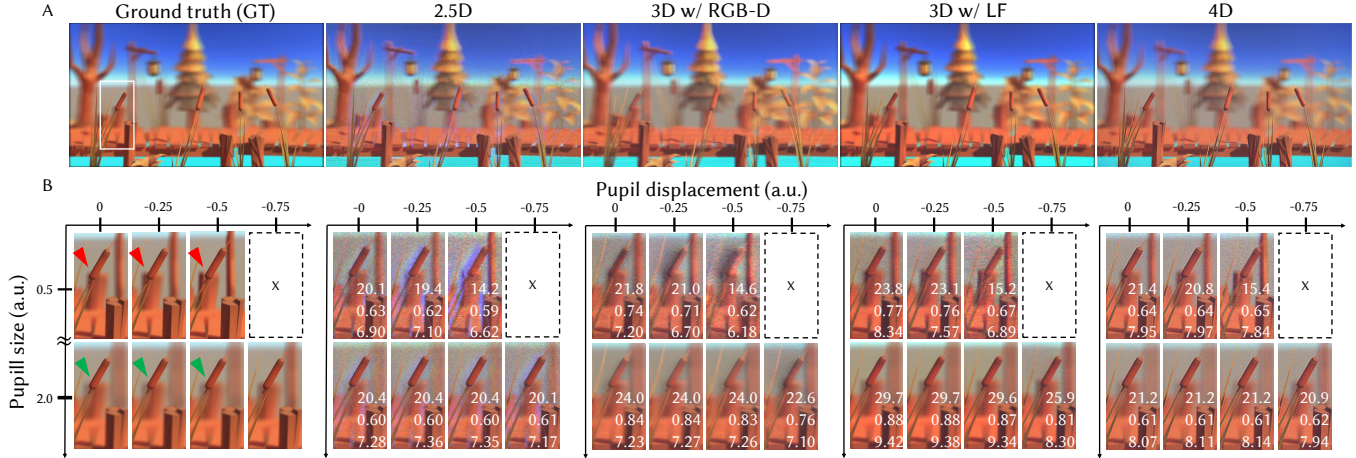 A
Ground truth (GT) 2.5D 3D w/ RGB-D 3D w/ LF 4D
B
Pupil displacement (a.u.)
0 -0.25 -0.5 -0.75 -0 -0.25 -0.5 -0.75 0 -0.25 -0.5 -0.75 0 -0.25 -0.5 -0.75 0 -0.25 -0.5 -0.75
Pupill size (a.u.)
0.5
x x x x x
20.1 19.4 14.2 21.8 21.0 14.6 23.8 23.1 15.2 21.4 20.8 15.4
0.63 0.62 0.59 0.74 0.71 0.62 0.77 0.76 0.67 0.64 0.64 0.65
6.90 7.10 6.62 7.20 6.70 6.18 8.34 7.57 6.89 7.95 7.97 7.84
2.0
20.4 20.4 20.4 20.1 24.0 24.0 24.0 22.6 29.7 29.7 29.6 25.9 21.2 21.2 21.2 20.9
0.60 0.60 0.60 0.61 0.84 0.84 0.83 0.76 0.88 0.88 0.88 0.81 0.61 0.61 0.61 0.62
7.28 7.36 7.35 7.17 7.23 7.27 7.26 7.10 9.42 9.38 9.34 8.30 8.07 8.11 8.14 7.94